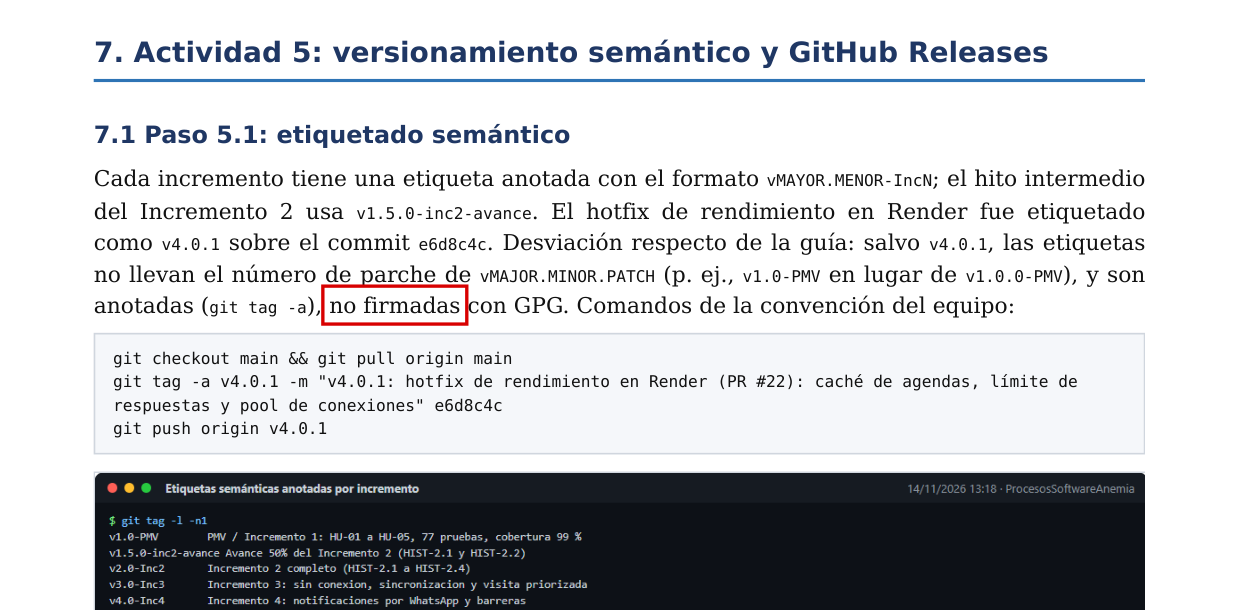 7. Actividad 5: versionamiento semántico y GitHub Releases
7.1 Paso 5.1: etiquetado semántico
Cada incremento tiene una etiqueta anotada con el formato vMAYOR.MENOR-IncN; el hito intermedio
del Incremento 2 usa v1.5.0-inc2-avance. El hotfix de rendimiento en Render fue etiquetado
como v4.0.1 sobre el commit e6d8c4c. Desviación respecto de la guía: salvo v4.0.1, las etiquetas
no llevan el número de parche de vMAJOR.MINOR.PATCH (p. ej., v1.0-PMV en lugar de v1.0.0-PMV), y son
anotadas (git tag -a), no firmadas con GPG. Comandos de la convención del equipo:
git checkout main && git pull origin main
git tag -a v4.0.1 -m "v4.0.1: hotfix de rendimiento en Render (PR #22): caché de agendas, límite de
respuestas y pool de conexiones" e6d8c4c
git push origin v4.0.1
Etiquetas semánticas anotadas por incremento 14/11/2026 13:18 · ProcesosSoftwareAnemia
$ git tag -l -n1
v1.0-PMV PMV / Incremento 1: HU-01 a HU-05, 77 pruebas, cobertura 99 %
v1.5.0-inc2-avance Avance 50% del Incremento 2 (HIST-2.1 y HIST-2.2)
v2.0-Inc2 Incremento 2 completo (HIST-2.1 a HIST-2.4)
v3.0-Inc3 Incremento 3: sin conexion, sincronizacion y visita priorizada
v4.0-Inc4 Incremento 4: notificaciones por WhatsApp y barreras